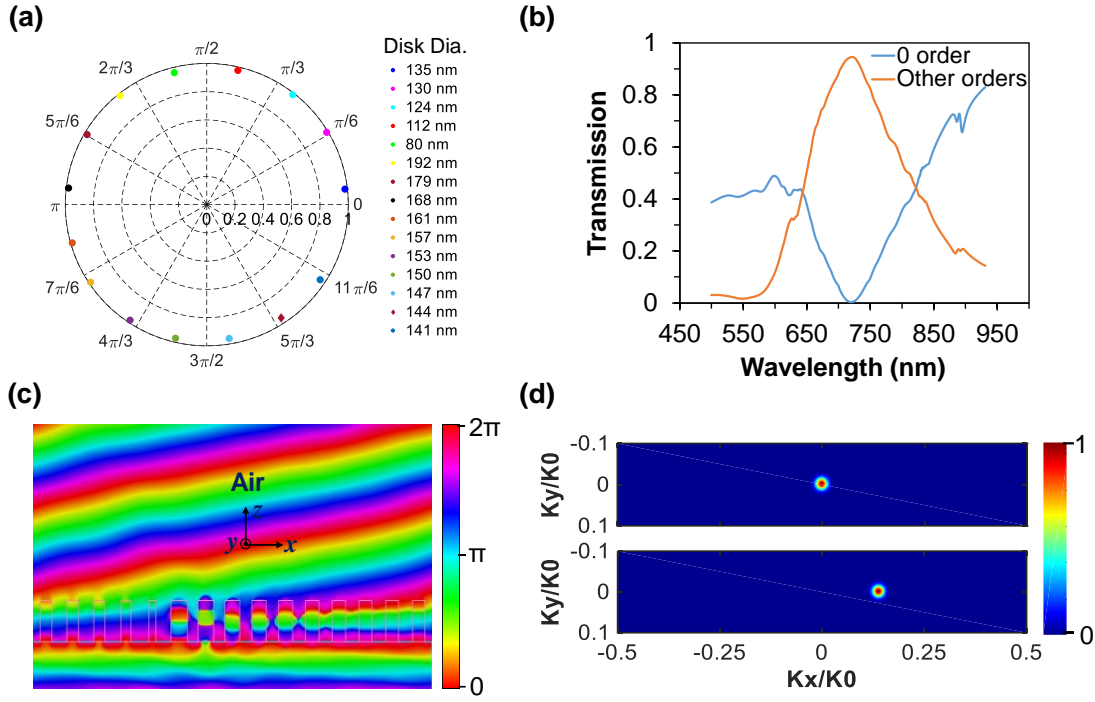 (a)
π/2
2π/3
π/3
5π/6
π/6
π
0
0 0.2 0.4 0.6 0.8 1
7π/6
11π/6
4π/3
5π/3
3π/2
Disk Dia.
135 nm
130 nm
124 nm
112 nm
80 nm
192 nm
179 nm
168 nm
161 nm
157 nm
153 nm
150 nm
147 nm
144 nm
141 nm
(b)
Transmission
1
0.8
0.6
0.4
0.2
0
0 order
Other orders
450 550 650 750 850 950
Wavelength (nm)
(c)
Air
z
y
x
2π
π
0
(d)
Ky/K0
-0.1
0
0.1
Ky/K0
-0.1
0
0.1
-0.5 -0.25 0 0.25 0.5
Kx/K0
1
0